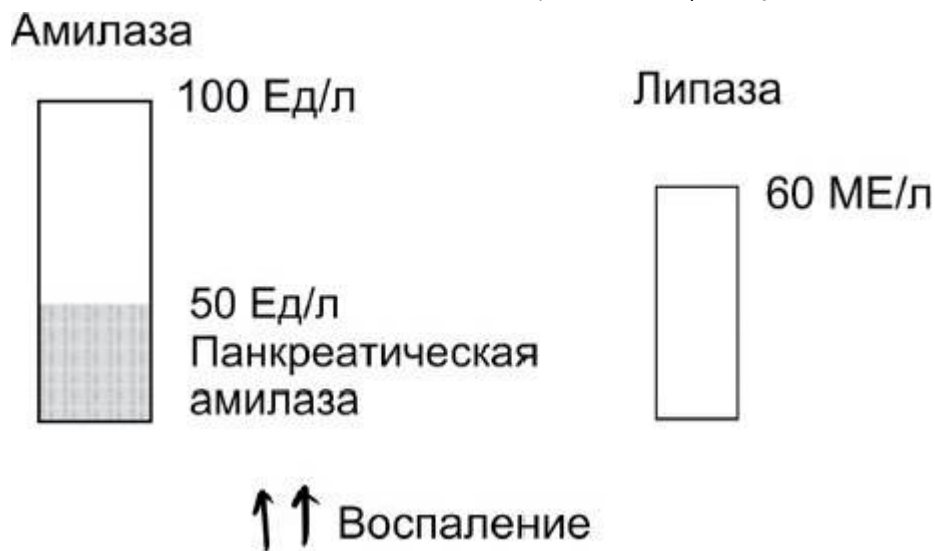 Амилаза
100 Ед/л
Липаза
60 МЕ/л
50 Ед/л
Панкреатическая
амилаза
Воспаление